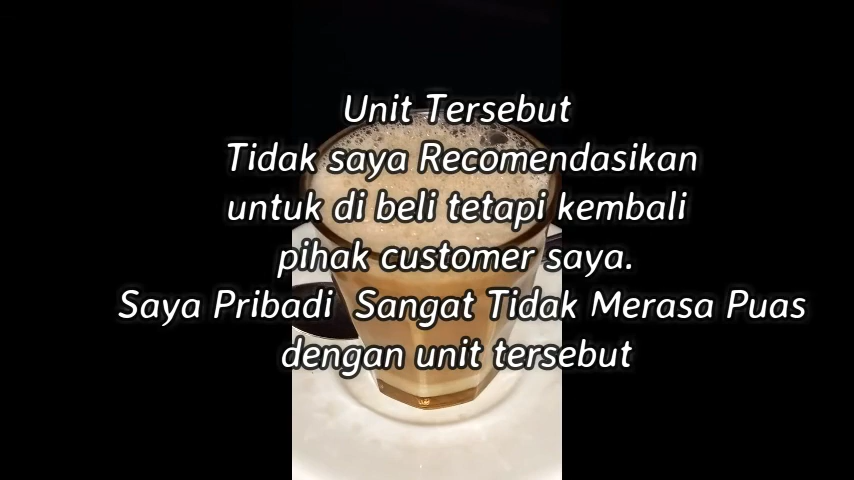 Unit Tersebut
Tidak saya Recomendasikan
untuk di beli tetapi kembali
pihak customer saya.
Saya Pribadi Sangat Tidak Merasa Puas
dengan unit tersebut